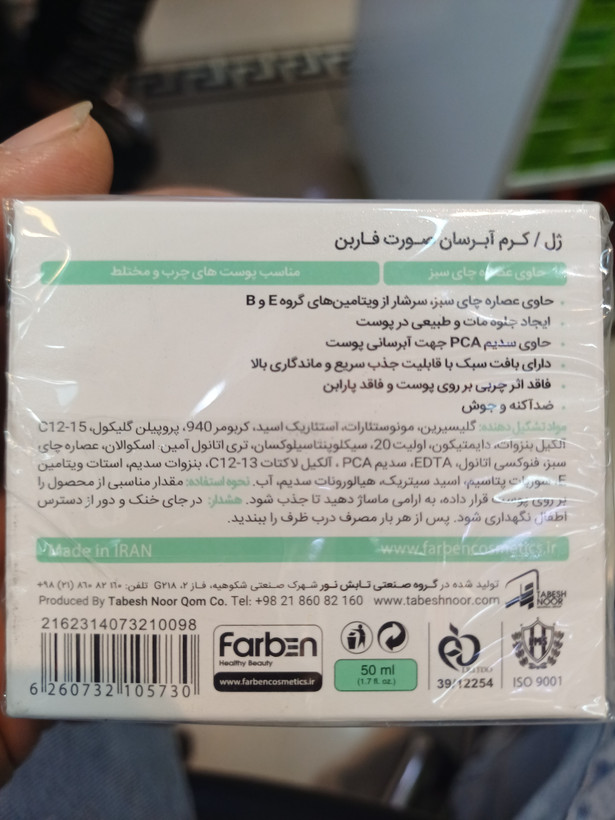 ژل / کرم آبرسان صورت فاربن
حاوی عصاره چای سبز
مناسب پوست های چرب و مختلط
حاوی عصاره چای سبز، سرشار از ویتامین‌های گروه E و B
ایجاد جلوه مات و طبیعی در پوست
حاوی سدیم PCA جهت آبرسانی پوست
دارای بافت سبک با قابلیت جذب سریع و ماندگاری بالا
فاقد اثر چربی بر روی پوست و فاقد پارابن
ضدآکنه و جوش
مواد تشکیل دهنده: گلیسیرین، مونوستئارات، استئاریک اسید، کربومر 940، پروپیلن گلیکول، C12-15
آلکیل بنزوات، دایمتیکون، اولیت 20، سیکلوپنتاسیلوکسان، تری اتانول آمین، اسکوالان، عصاره چای
سبز، فنوکسی اتانول، EDTA، سدیم PCA ، آلکیل لاکتات C12-13، بنزوات سدیم، استات ویتامین
E، سوربات پتاسیم، اسید سیتریک، هیالورونات سدیم، آب. نحوه استفاده: مقدار مناسبی از محصول را
بر روی پوست قرار داده، به آرامی ماساژ دهید تا جذب شود. هشدار: در جای خنک و دور از دسترس
اطفال نگهداری شود. پس از هر بار مصرف درب ظرف را ببندید.
Made in IRAN
www.farbencosmetics.ir
تولید شده در گروه صنعتی تابش نور شهرک صنعتی شکوهیه، فاز ۲، G۲۱۸ تلفن: ۱۶۰ ۸۲ ۸۶۰ (۲۱) ۹۸+
Produced By Tabesh Noor Qom Co. Tel: +98 21 860 82 160 www.tabeshnoor.com
TABESH
NOOR
2162314073210098
6 260732 105730
Farben
Healthy Beauty
www.farbencosmetics.ir
50 ml
(1.7 fl. oz.)
39/12254
IMS
ISO 9001